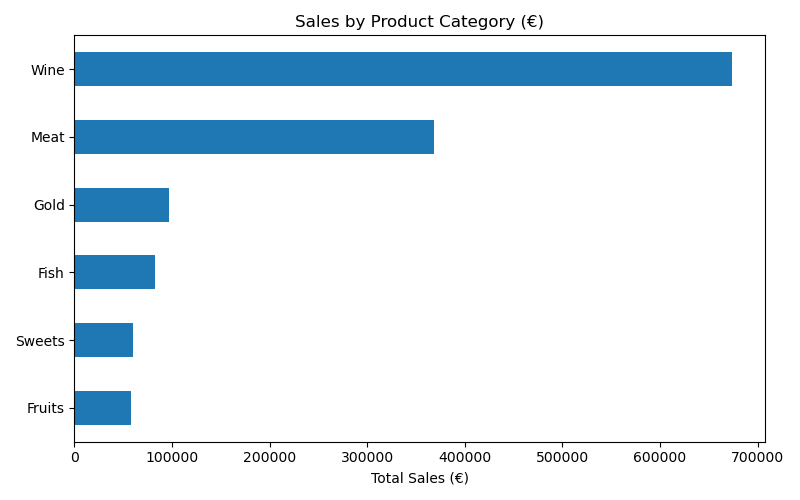 Sales by Product Category (€)
Wine
Meat
Gold
Fish
Sweets
Fruits
0 100000 200000 300000 400000 500000 600000 700000
Total Sales (€)